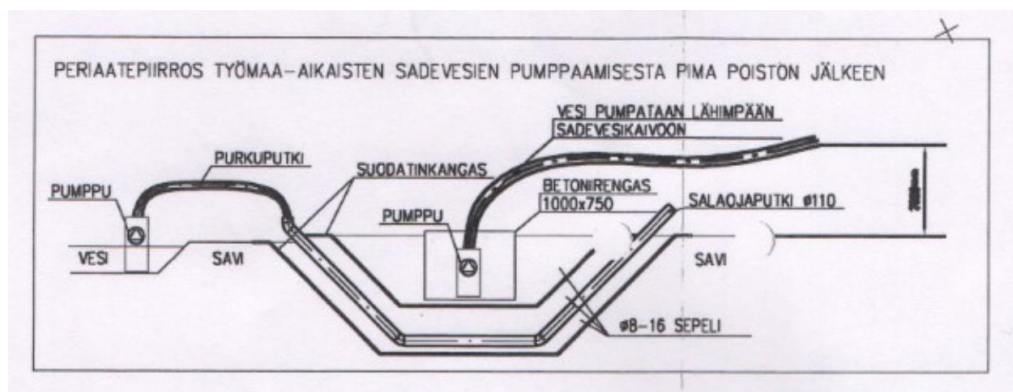 PERIAATEPIIRROS TYÖMAA-AIKAISTEN SADEVESIEN PUMPPAAMISESTA PIMA POISTON JÄLKEEN
VESI PUMPATAAN LÄHIMPÄÄN
SADEVESIKAIVOON
PURKUPUTKI
SUODATINKANGAS
BETONIRENGAS
1000x750
PUMPPU
PUMPPU
SALAOJAPUTKI ø110
VESI
SAVI
SAVI
ø8-16 SEPELI